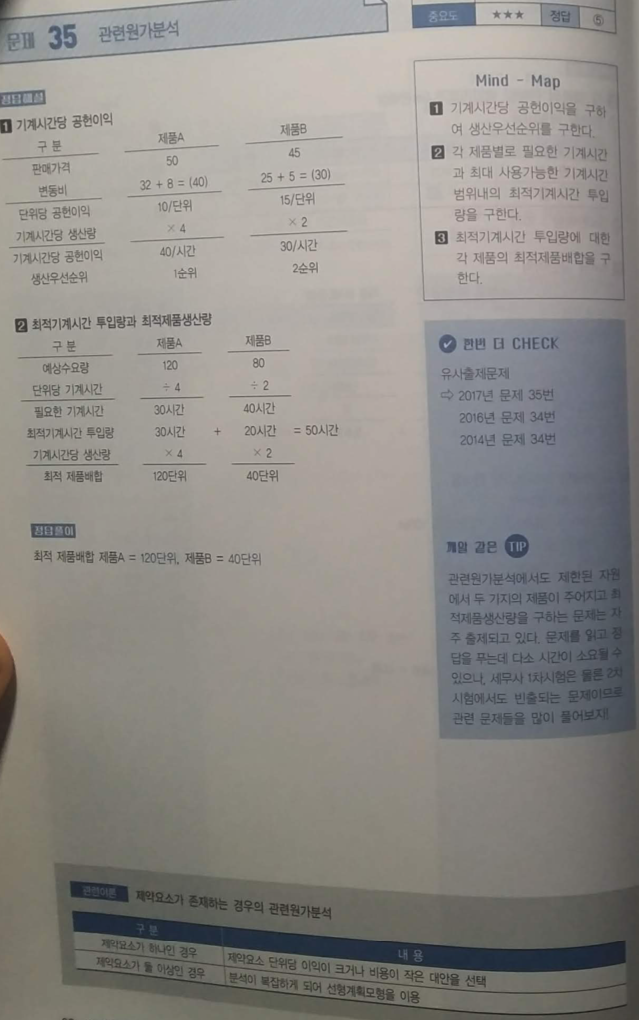 문제 35 관련원가분석
중요도 ★★★ 정답 ⑤
정답해설
1 기계시간당 공헌이익
구 분 제품A 제품B
판매가격 50 45
변동비 32 + 8 = (40) 25 + 5 = (30)
단위당 공헌이익 10/단위 15/단위
기계시간당 생산량 × 4 × 2
기계시간당 공헌이익 40/시간 30/시간
생산우선순위 1순위 2순위
2 최적기계시간 투입량과 최적제품생산량
구 분 제품A 제품B
예상수요량 120 80
단위당 기계시간 ÷ 4 ÷ 2
필요한 기계시간 30시간 40시간
최적기계시간 투입량 30시간 + 20시간 = 50시간
기계시간당 생산량 × 4 × 2
최적 제품배합 120단위 40단위
정답풀이
최적 제품배합 제품A = 120단위, 제품B = 40단위
Mind - Map
1 기계시간당 공헌이익을 구하
여 생산우선순위를 구한다.
2 각 제품별로 필요한 기계시간
과 최대 사용가능한 기계시간
범위내의 최적기계시간 투입
량을 구한다.
3 최적기계시간 투입량에 대한
각 제품의 최적제품배합을 구
한다.
한번 더 CHECK
유사출제문제
⇨ 2017년 문제 35번
2016년 문제 34번
2014년 문제 34번
깨알 같은 TIP
관련원가분석에서도 제한된 자원
에서 두 가지의 제품이 주어지고 최
적제품생산량을 구하는 문제는 자
주 출제되고 있다. 문제를 읽고 정
답을 푸는데 다소 시간이 소요될 수
있으나, 세무사 1차시험은 물론 2차
시험에서도 빈출되는 문제이므로
관련 문제들을 많이 풀어보자!
관련이론 제약요소가 존재하는 경우의 관련원가분석
구 분 내 용
제약요소가 하나인 경우 제약요소 단위당 이익이 크거나 비용이 작은 대안을 선택
제약요소가 둘 이상인 경우 분석이 복잡하게 되어 선형계획모형을 이용